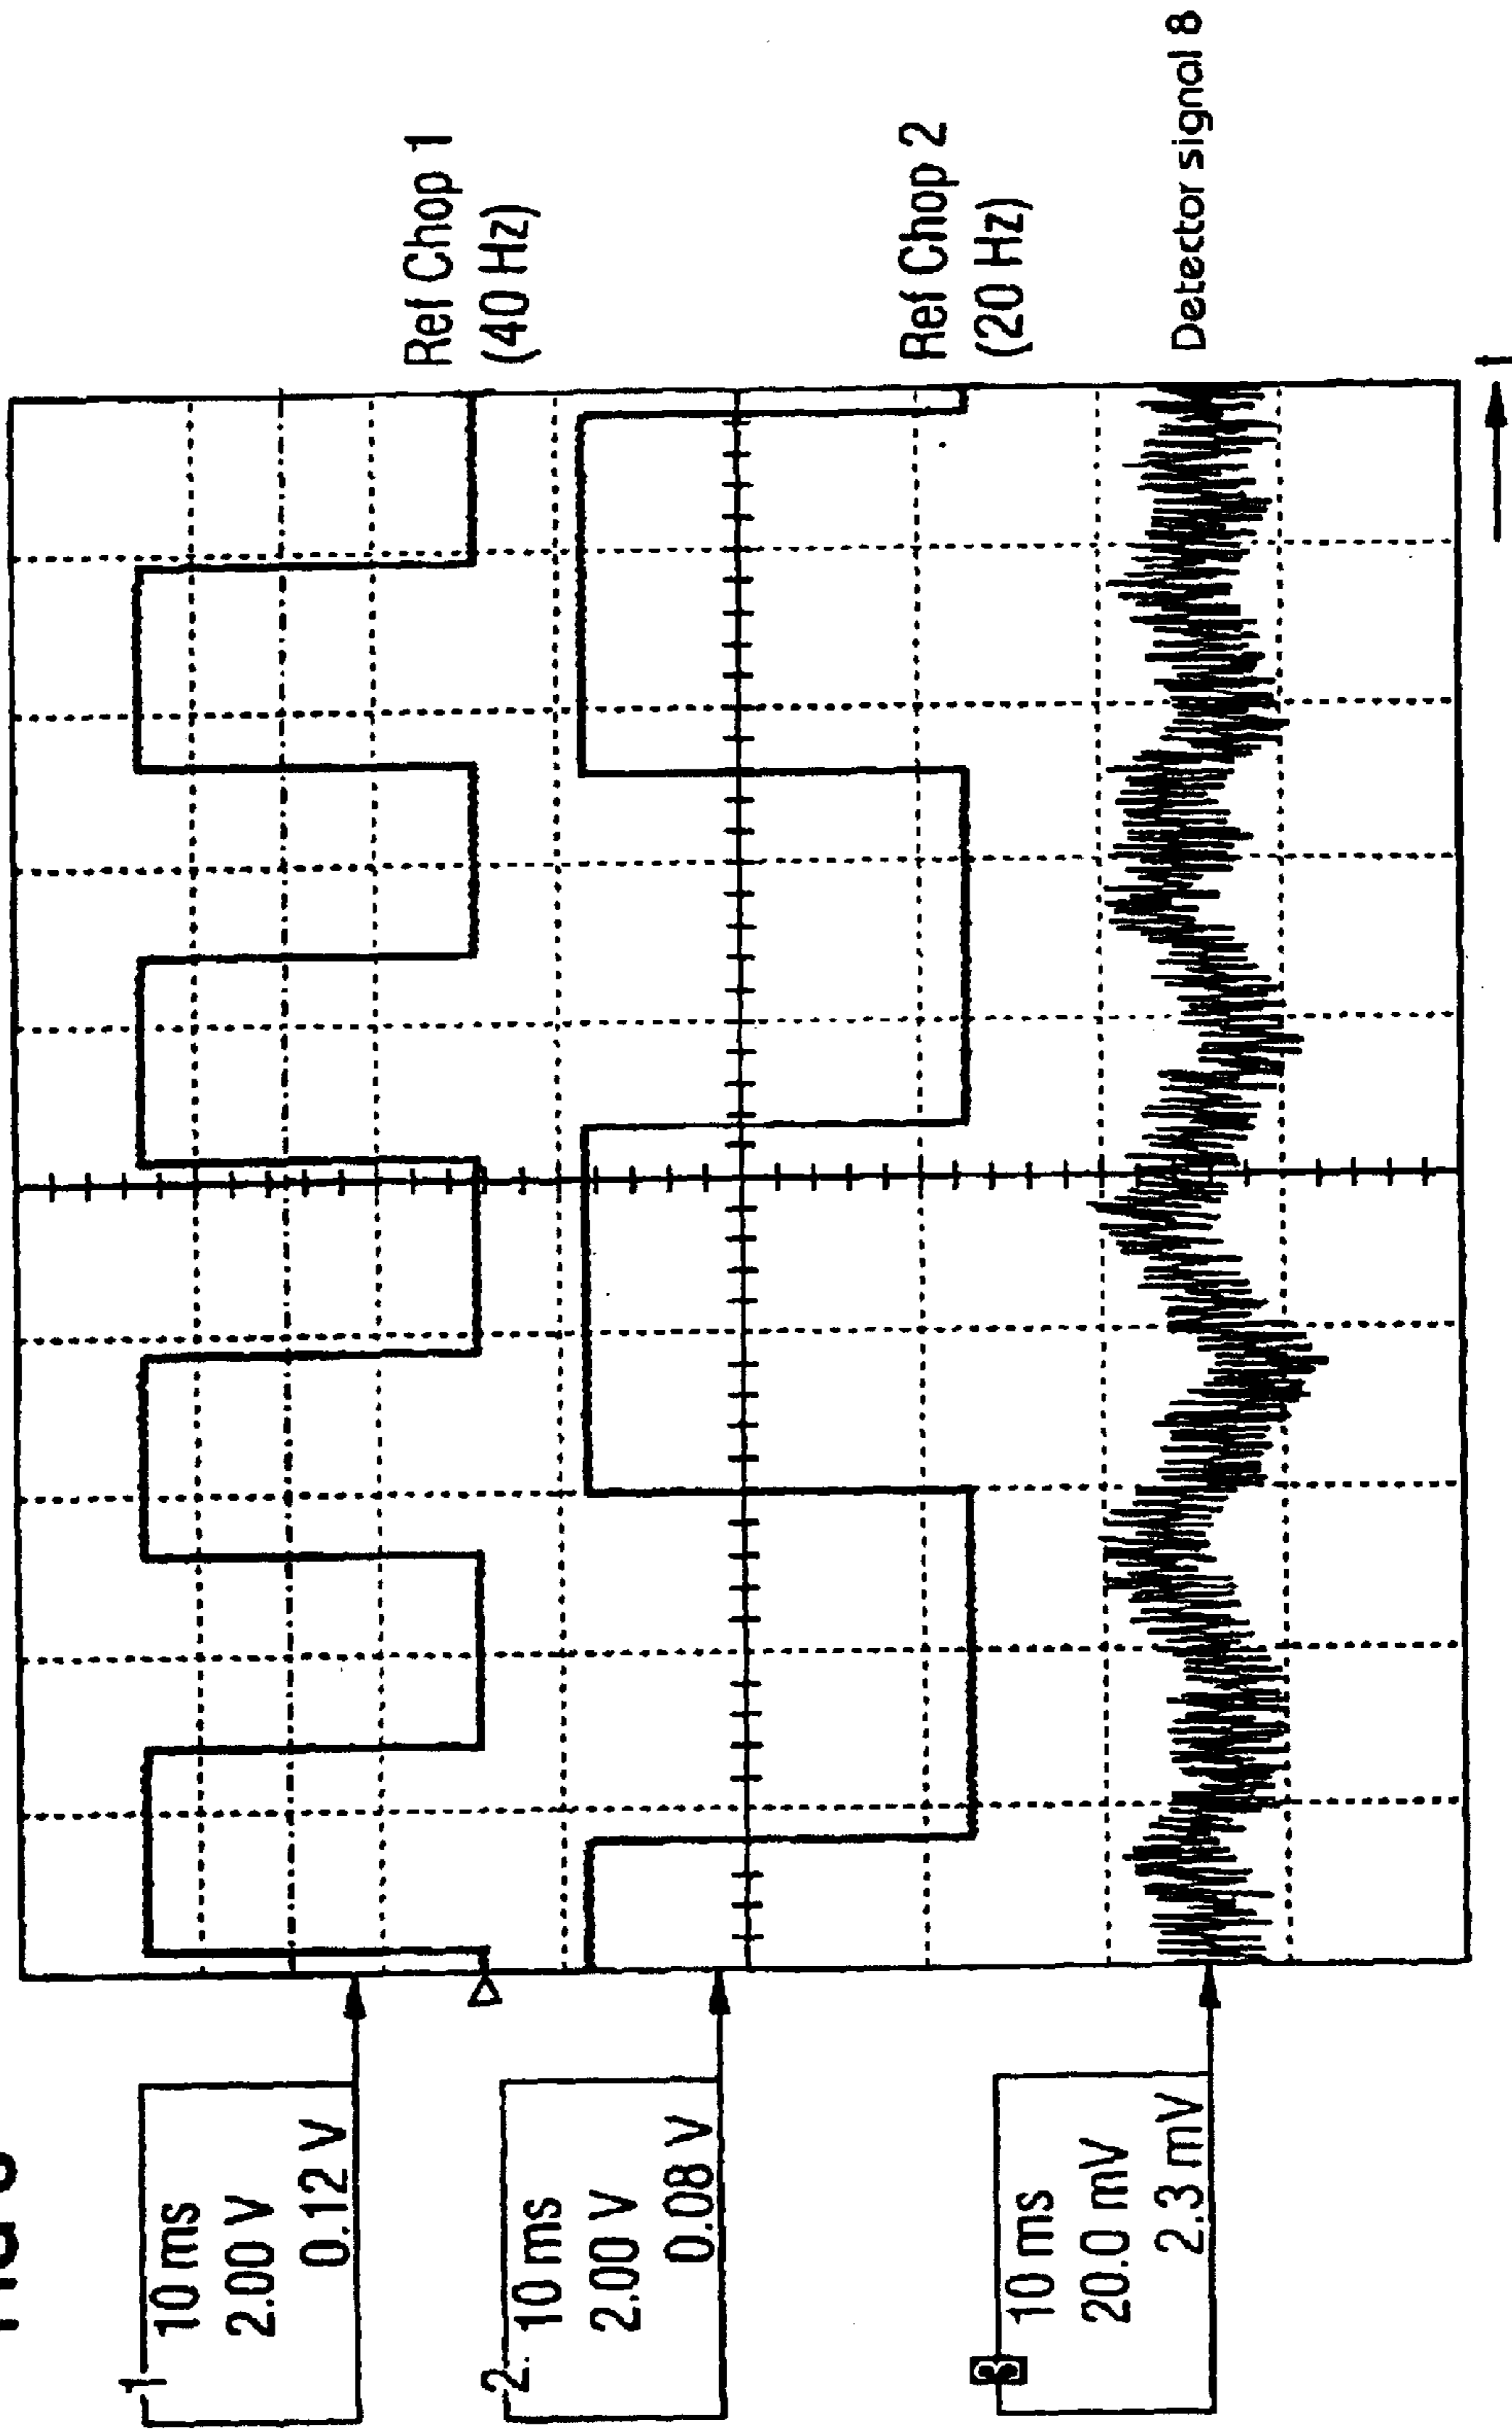 1
10 ms
2.00 V
0.12 V
Ref Chop 1
(40 Hz)
2.
10 ms
2.00 V
0.08 V
Ref Chop 2
(20 Hz)
3
10 ms
20.0 mV
2.3 mV
Detector signal 8